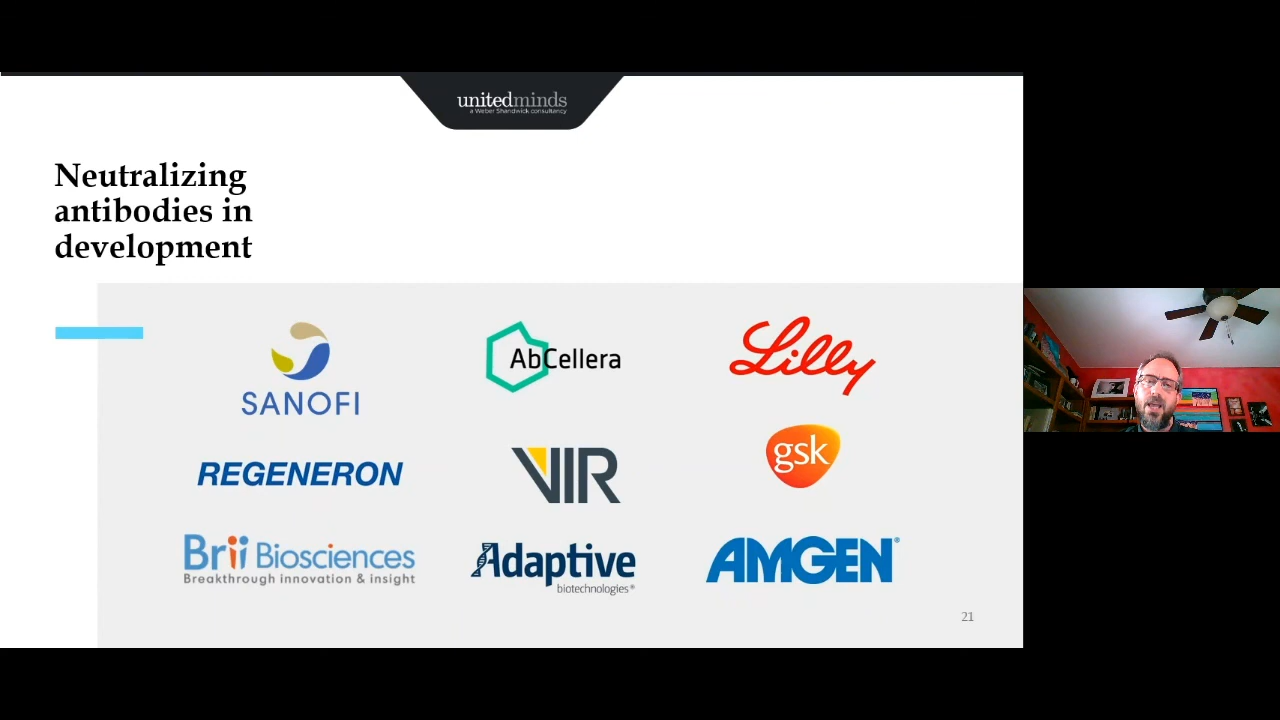 unitedminds
a Weber Shandwick consultancy
Neutralizing
antibodies in
development
SANOFI
AbCellera
Lilly
REGENERON
VIR
gsk
Brii Biosciences
Breakthrough innovation & insight
Adaptive
biotechnologies®
AMGEN®
21